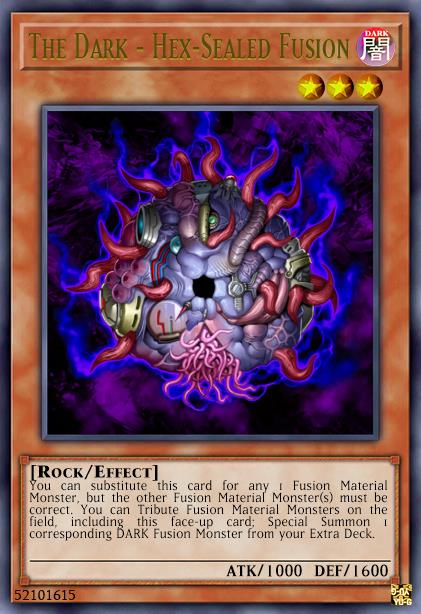 The Dark - Hex-Sealed Fusion
DARK
闇
[Rock/Effect]
You can substitute this card for any 1 Fusion Material
Monster, but the other Fusion Material Monster(s) must be
correct. You can Tribute Fusion Material Monsters on the
field, including this face-up card; Special Summon 1
corresponding DARK Fusion Monster from your Extra Deck.
ATK/1000 DEF/1600
52101615